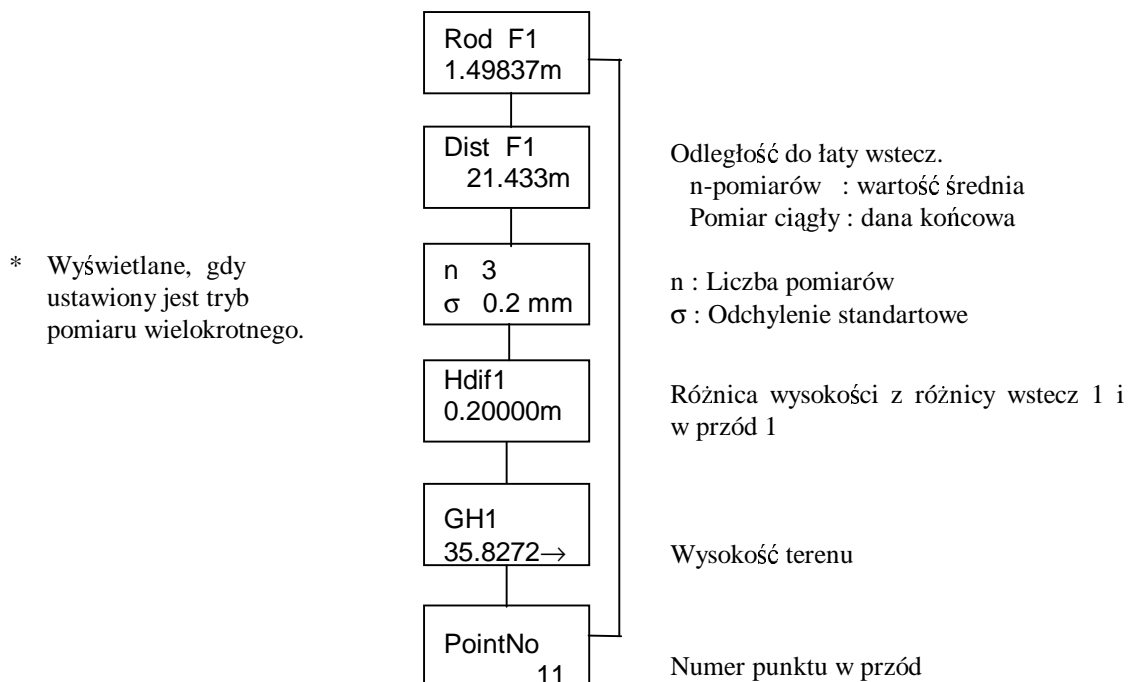 Rod F1
1.49837m
Dist F1
21.433m
Odległość do łaty wstecz.
n-pomiarów : wartość średnia
Pomiar ciągły : dana końcowa
* Wyświetlane, gdy
ustawiony jest tryb
pomiaru wielokrotnego.
n 3
σ 0.2 mm
n : Liczba pomiarów
σ : Odchylenie standartowe
Hdif1
0.20000m
Różnica wysokości z różnicy wstecz 1 i
w przód 1
GH1
35.8272→
Wysokość terenu
PointNo
11
Numer punktu w przód